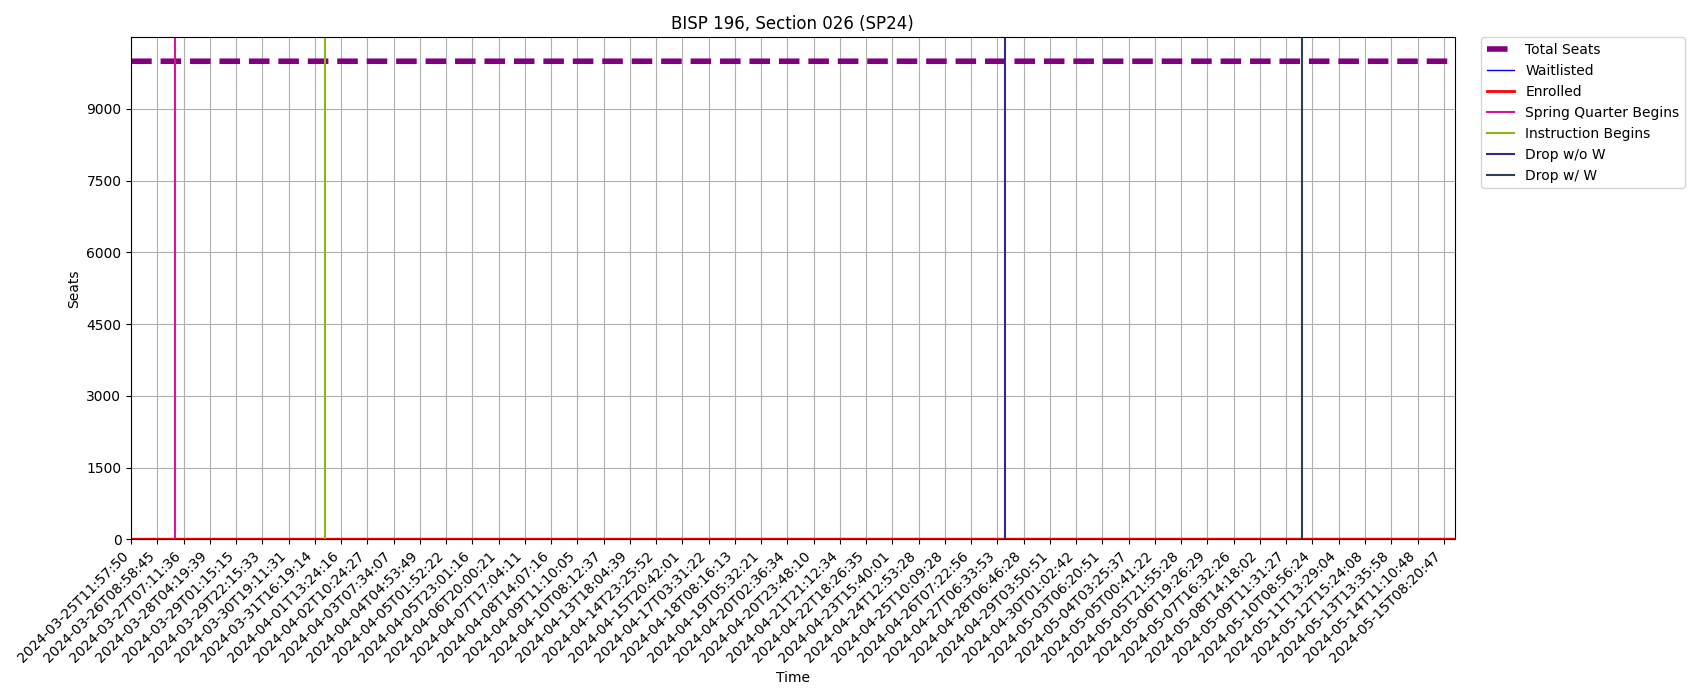 BISP 196, Section 026 (SP24)
Total Seats
Waitlisted
Enrolled
Spring Quarter Begins
Instruction Begins
Drop w/o W
Drop w/ W
Seats
9000
7500
6000
4500
3000
1500
0
2024-03-25T11:57:50
2024-03-26T08:58:45
2024-03-27T07:11:36
2024-03-28T04:19:39
2024-03-29T01:15:15
2024-03-29T22:15:33
2024-03-30T19:11:31
2024-03-31T16:19:14
2024-04-01T13:24:16
2024-04-02T10:24:27
2024-04-03T07:34:07
2024-04-04T04:53:49
2024-04-05T01:52:22
2024-04-05T23:01:16
2024-04-06T20:00:21
2024-04-07T17:04:11
2024-04-08T14:07:16
2024-04-09T11:10:05
2024-04-10T08:12:37
2024-04-13T18:04:39
2024-04-14T23:25:52
2024-04-15T20:42:01
2024-04-17T03:31:22
2024-04-18T08:16:13
2024-04-19T05:32:21
2024-04-20T02:36:34
2024-04-20T23:48:10
2024-04-21T21:12:34
2024-04-22T18:26:35
2024-04-23T15:40:01
2024-04-24T12:53:28
2024-04-25T10:09:28
2024-04-26T07:22:56
2024-04-27T06:33:53
2024-04-28T06:46:28
2024-04-29T03:50:51
2024-04-30T01:02:42
2024-05-03T06:20:51
2024-05-04T03:25:37
2024-05-05T00:41:22
2024-05-05T21:55:28
2024-05-06T19:26:29
2024-05-07T16:32:26
2024-05-08T14:18:02
2024-05-09T11:31:27
2024-05-10T08:56:24
2024-05-11T13:29:04
2024-05-12T15:24:08
2024-05-13T13:35:58
2024-05-14T11:10:48
2024-05-15T08:20:47
Time